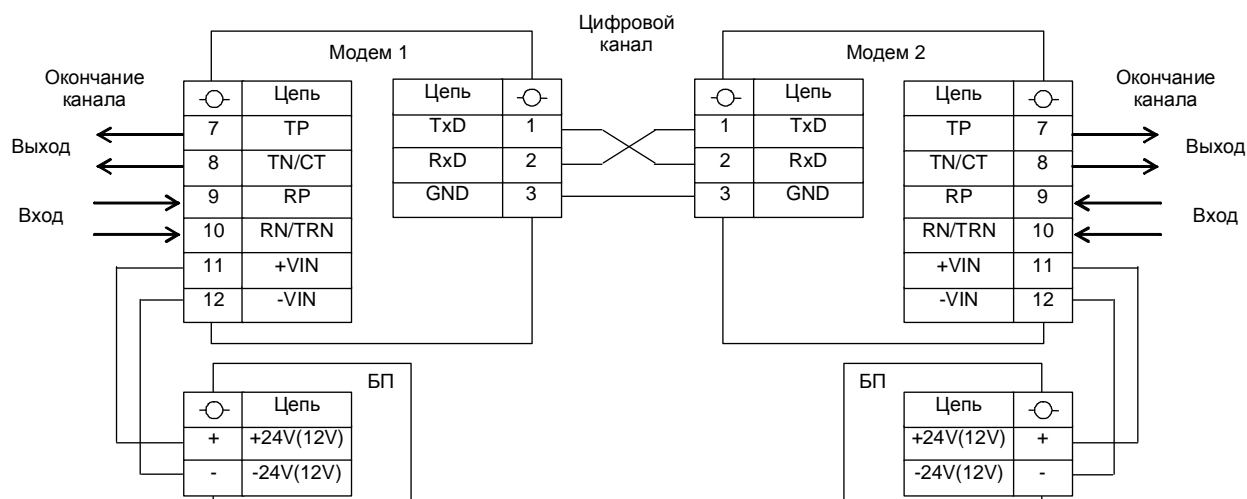 Цифровой
канал
Модем 1
Модем 2
Окончание
канала
Выход
Вход
Цепь
7 TP
8 TN/CT
9 RP
10 RN/TRN
11 +VIN
12 -VIN
Цепь
TxD 1
RxD 2
GND 3
Цепь
1 TxD
2 RxD
3 GND
Цепь
TP 7
TN/CT 8
RP 9
RN/TRN 10
+VIN 11
-VIN 12
Окончание
канала
Выход
Вход
БП
Цепь
+ +24V(12V)
- -24V(12V)
БП
Цепь
+24V(12V) +
-24V(12V) -